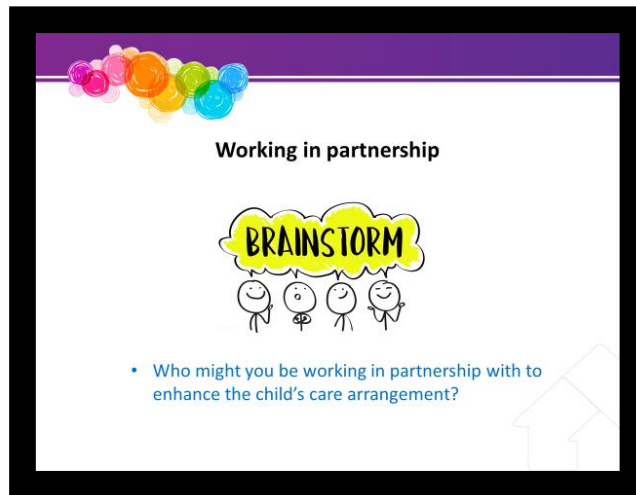 Working in partnership
BRAINSTORM
• Who might you be working in partnership with to
enhance the child's care arrangement?